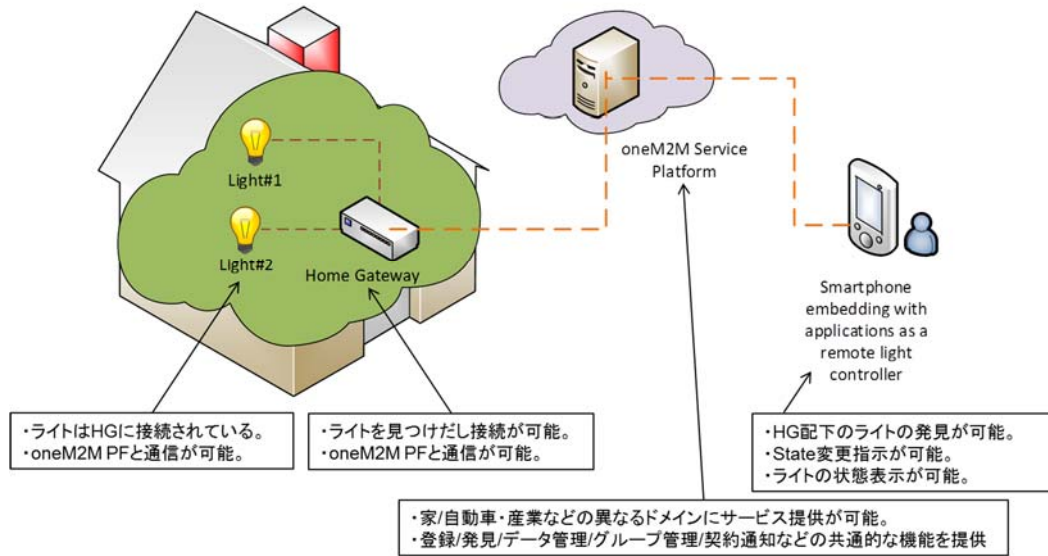 oneM2M Service
Platform
Light#1
Light#2
Home Gateway
Smartphone
embedding with
applications as a
remote light
controller
・ライトはHGに接続されている。
・oneM2M PFと通信が可能。
・ライトを見つけだし接続が可能。
・oneM2M PFと通信が可能。
・HG配下のライトの発見が可能。
・State変更指示が可能。
・ライトの状態表示が可能。
・家/自動車・産業などの異なるドメインにサービス提供が可能。
・登録/発見/データ管理/グループ管理/契約通知などの共通的な機能を提供